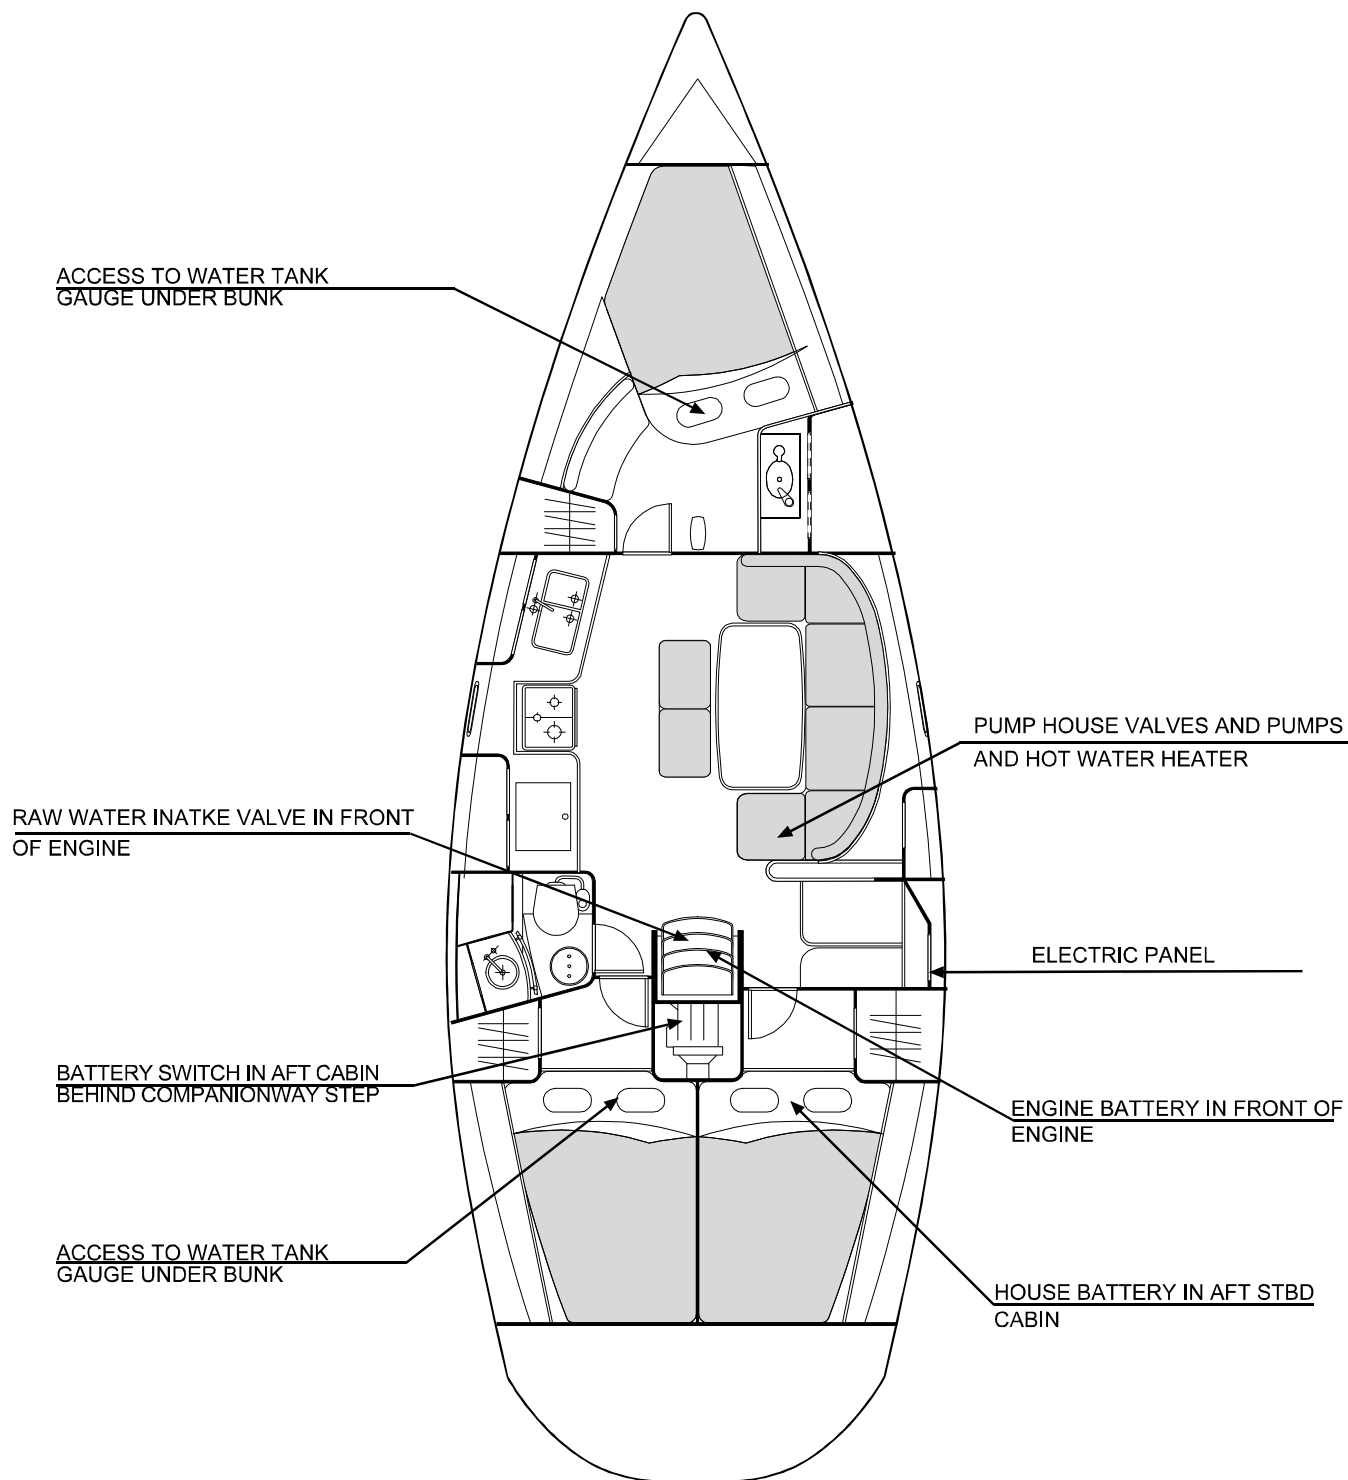 ACCESS TO WATER TANK
GAUGE UNDER BUNK
PUMP HOUSE VALVES AND PUMPS
AND HOT WATER HEATER
RAW WATER INATKE VALVE IN FRONT
OF ENGINE
ELECTRIC PANEL
BATTERY SWITCH IN AFT CABIN
BEHIND COMPANIONWAY STEP
ENGINE BATTERY IN FRONT OF
ENGINE
ACCESS TO WATER TANK
GAUGE UNDER BUNK
HOUSE BATTERY IN AFT STBD
CABIN